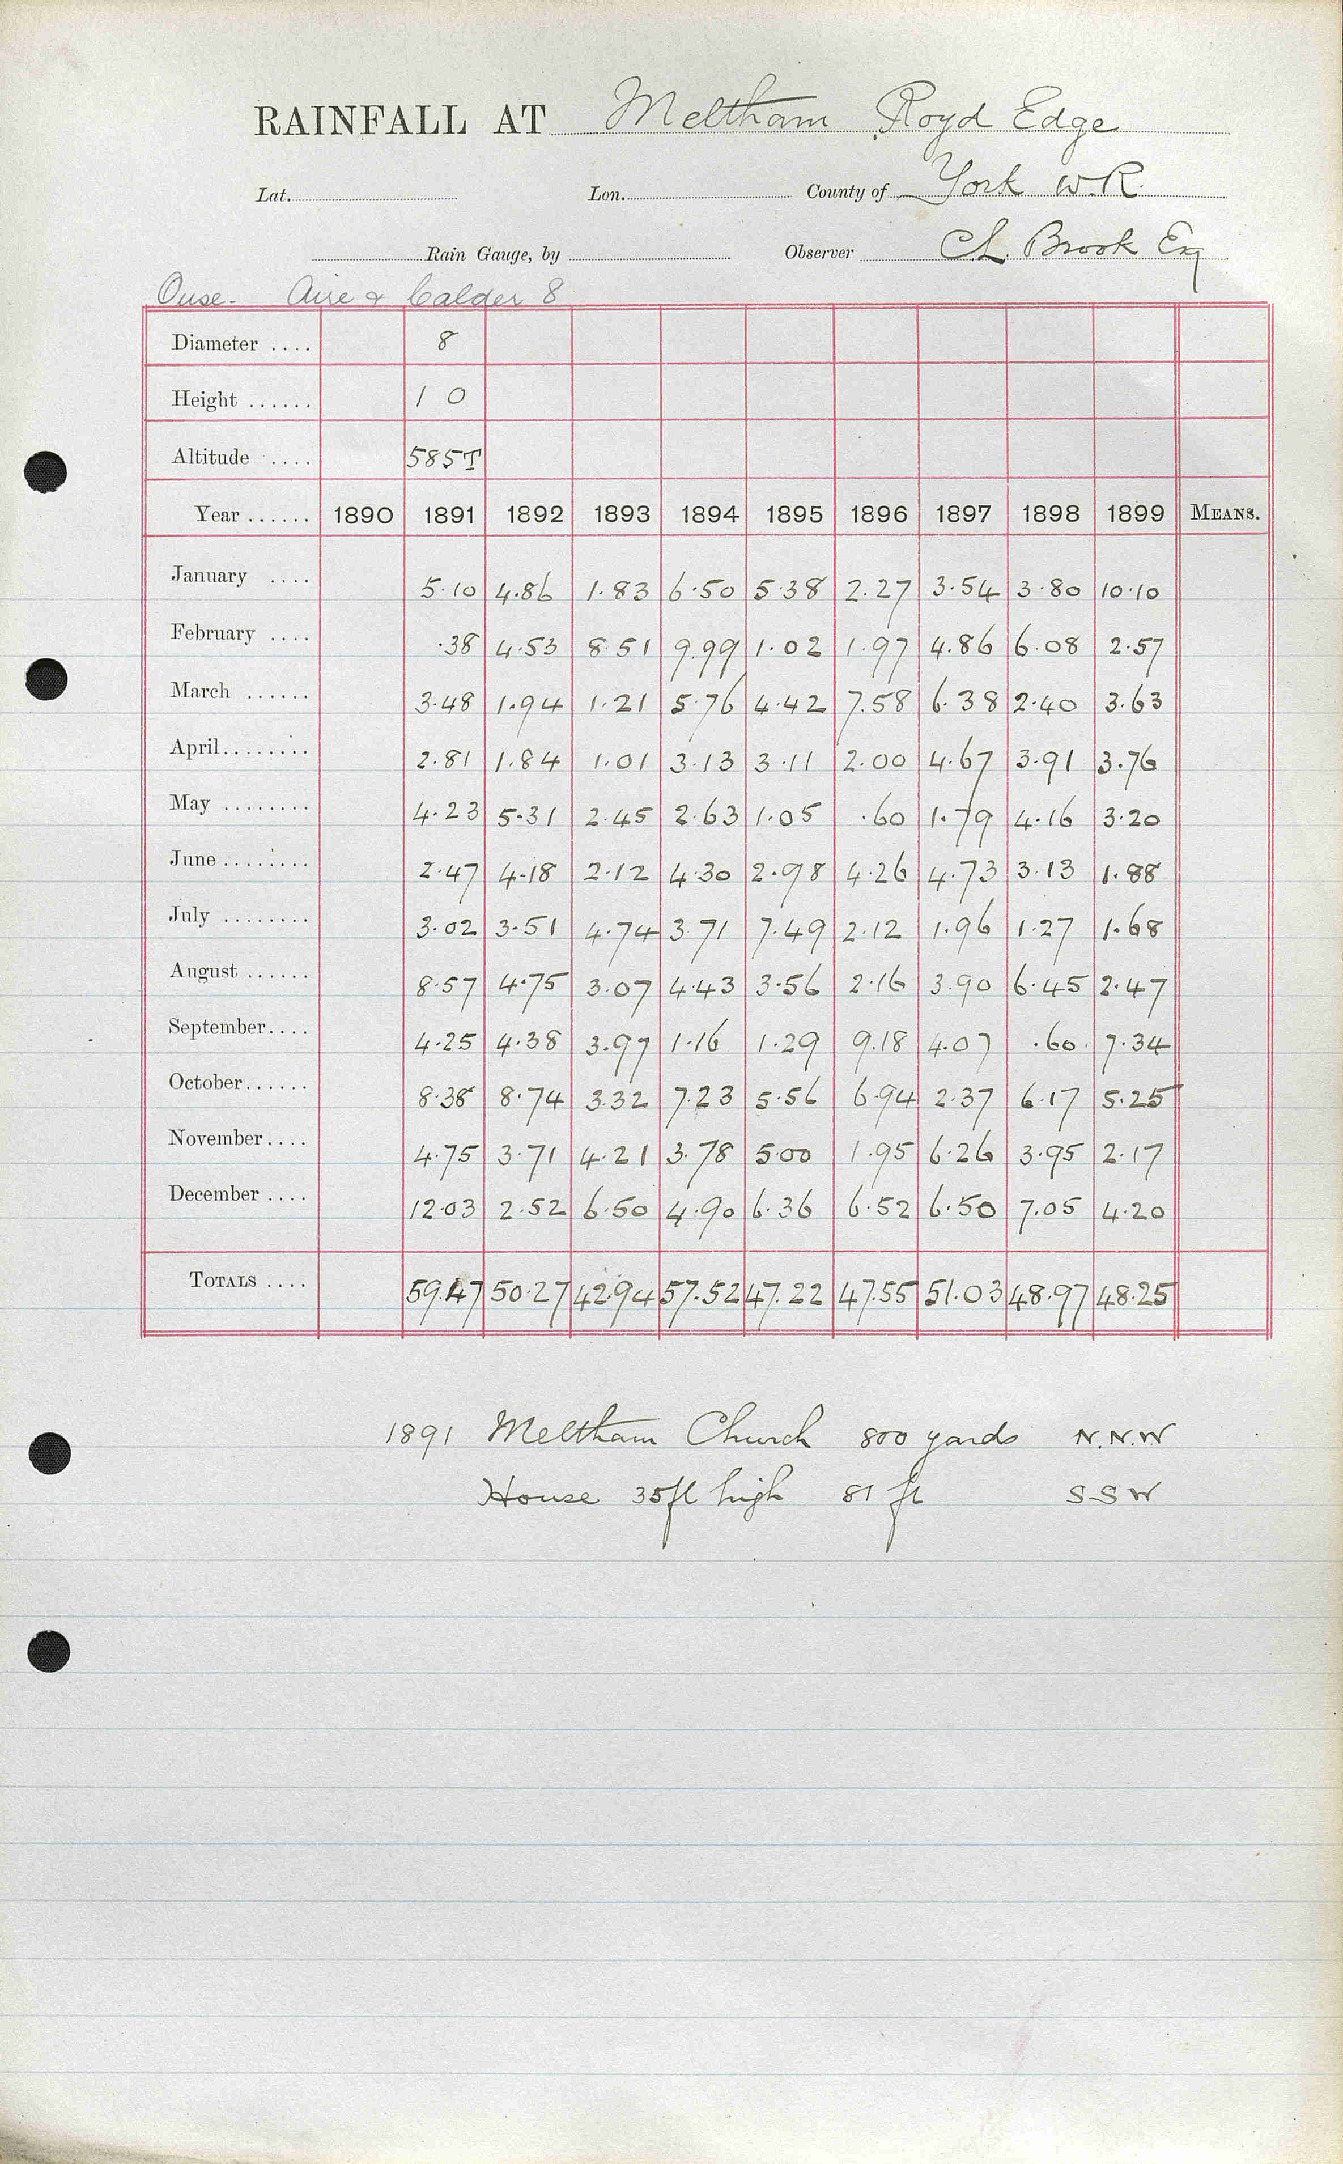 RAINFALL AT Meltham Royd Edge
Lat. Lon. County of York W.R.
Rain Gauge, by Observer Ch. Brook Esq
Ouse. Aire & Calder 8
Diameter .... 8
Height ...... 1 0
Altitude .... 585T
Year ...... 1890 1891 1892 1893 1894 1895 1896 1897 1898 1899 MEANS.
January .... 5.10 4.86 1.83 6.50 5.38 2.27 3.54 3.80 10.10
February .... .38 4.53 8.51 9.99 1.02 1.97 4.86 6.08 2.57
March ...... 3.48 1.94 1.21 5.76 4.42 7.58 6.38 2.40 3.63
April........ 2.81 1.84 1.01 3.13 3.11 2.00 4.67 3.91 3.76
May ........ 4.23 5.31 2.45 2.63 1.05 .60 1.79 4.16 3.20
June ........ 2.47 4.18 2.12 4.30 2.98 4.26 4.73 3.13 1.88
July ........ 3.02 3.51 4.74 3.71 7.49 2.12 1.96 1.27 1.68
August ...... 8.57 4.75 3.07 4.43 3.56 2.16 3.90 6.45 2.47
September.... 4.25 4.38 3.97 1.16 1.29 9.18 4.07 .60 7.34
October...... 8.38 8.74 3.32 7.23 5.56 6.94 2.37 6.17 5.25
November.... 4.75 3.71 4.21 3.78 5.00 1.95 6.26 3.95 2.17
December .... 12.03 2.52 6.50 4.90 6.36 6.52 6.50 7.05 4.20
TOTALS .... 59.47 50.27 42.94 57.52 47.22 47.55 51.03 48.97 48.25
1891 Meltham Church 800 yards N.N.W
House 35ft high 81 ft S S W